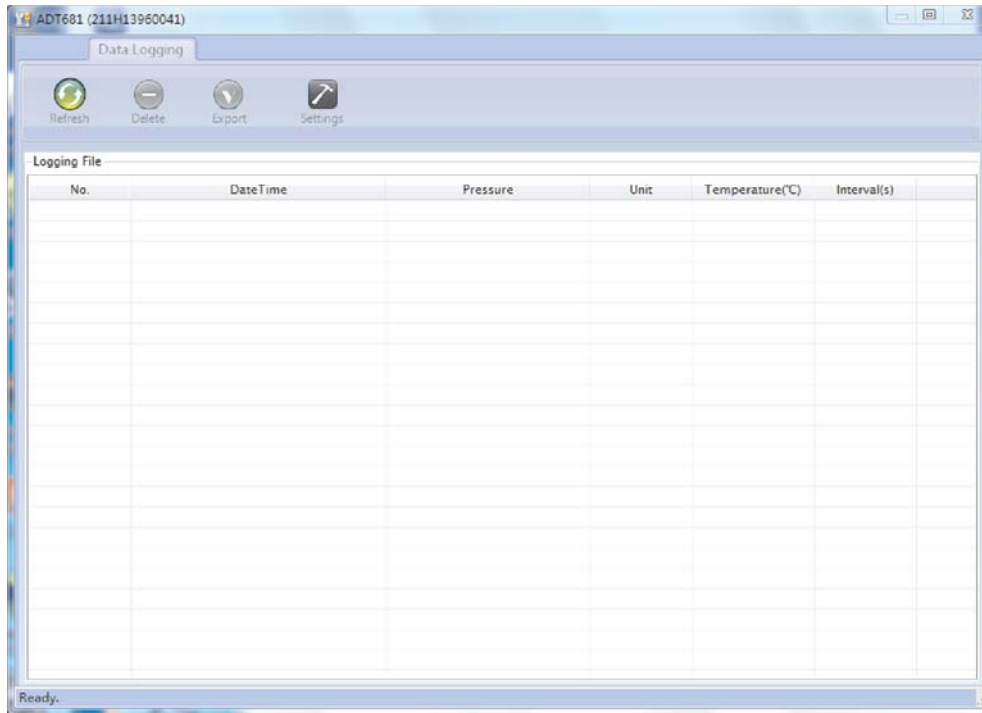 ADT681 (211H13960041)
Data Logging
Refresh Delete Export Settings
Logging File
No. DateTime Pressure Unit Temperature(℃) Interval(s)
Ready.